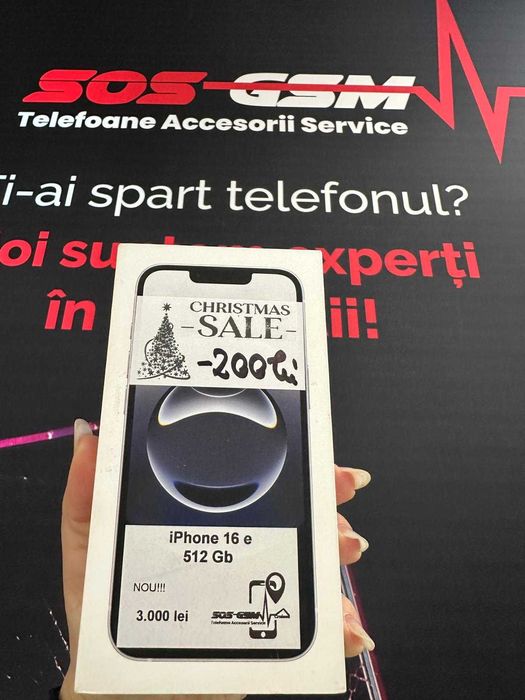 SOS GSM
Telefoane Accesorii Service
Ți-ai spart telefonul?
experți
în
CHRISTMAS
-SALE-
-200 lei
iPhone 16 e
512 Gb
NOU!!!
3.000 lei
SOS-GSM
Telefoane Accesorii Service